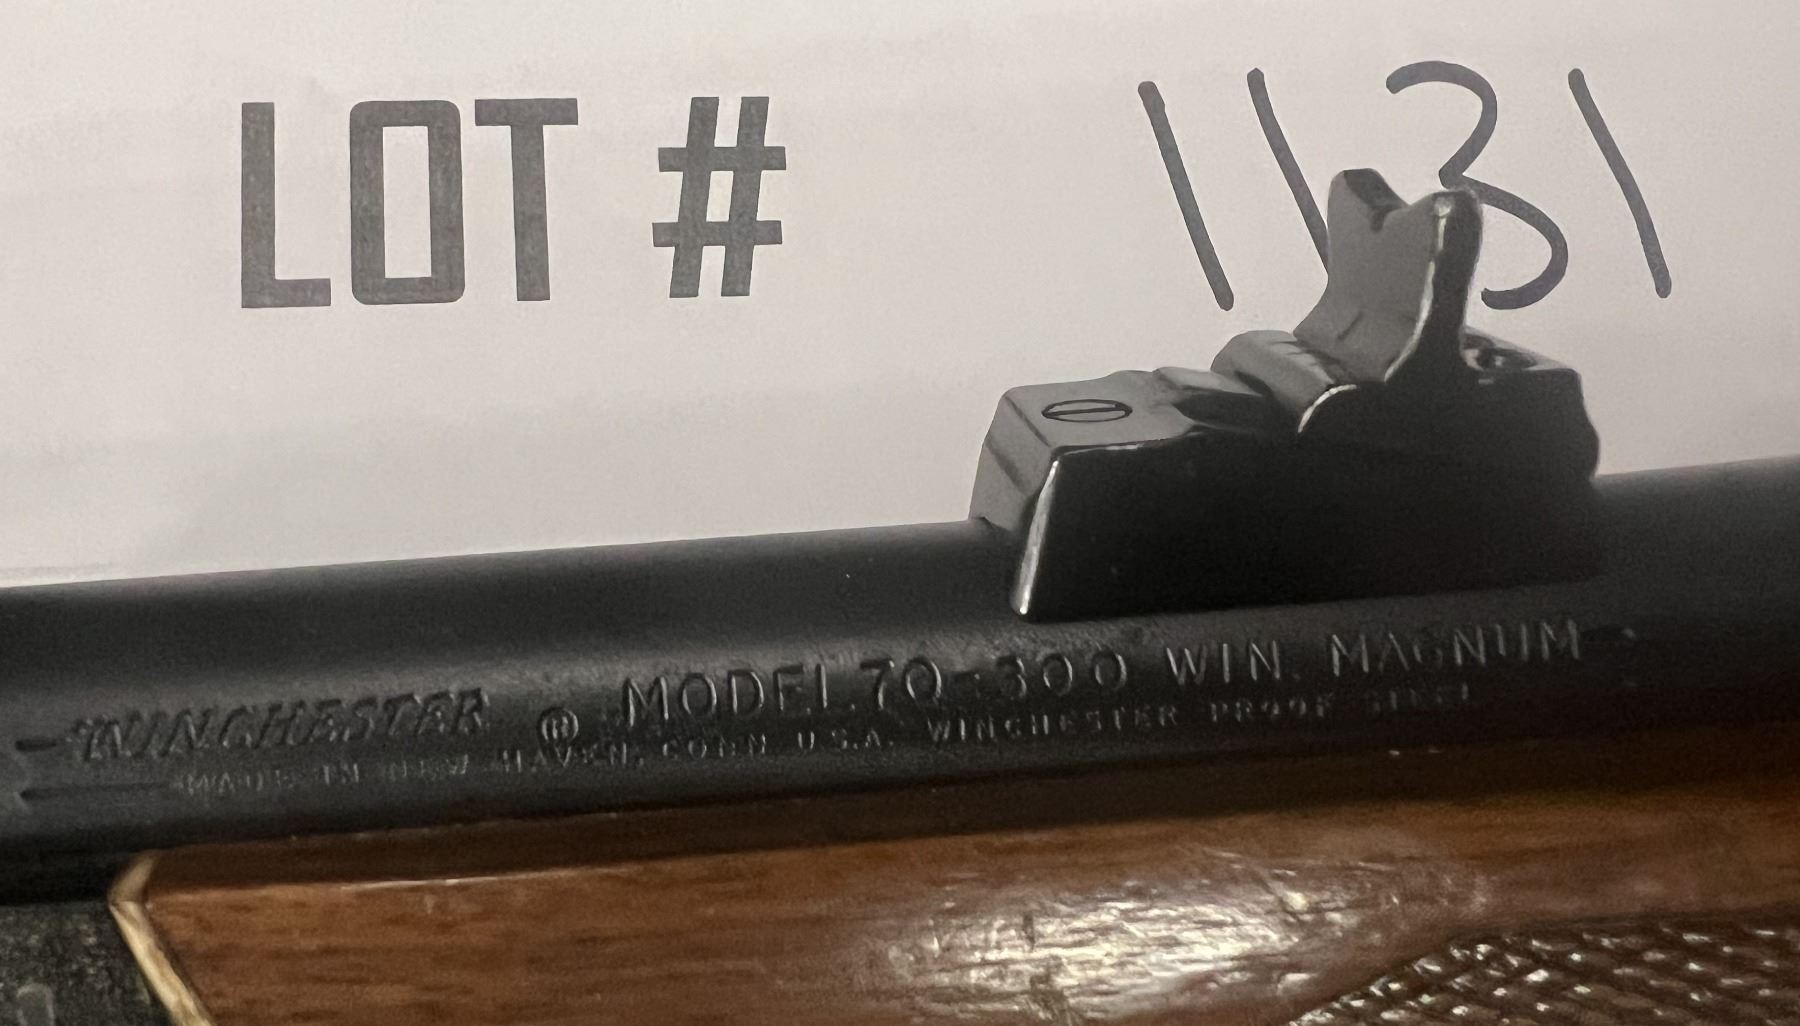 LOT # 1131
WINCHESTER ® MODEL 70-300 WIN. MAGNUM
MADE IN NEW HAVEN, CONN U.S.A. WINCHESTER PROOF STEEL